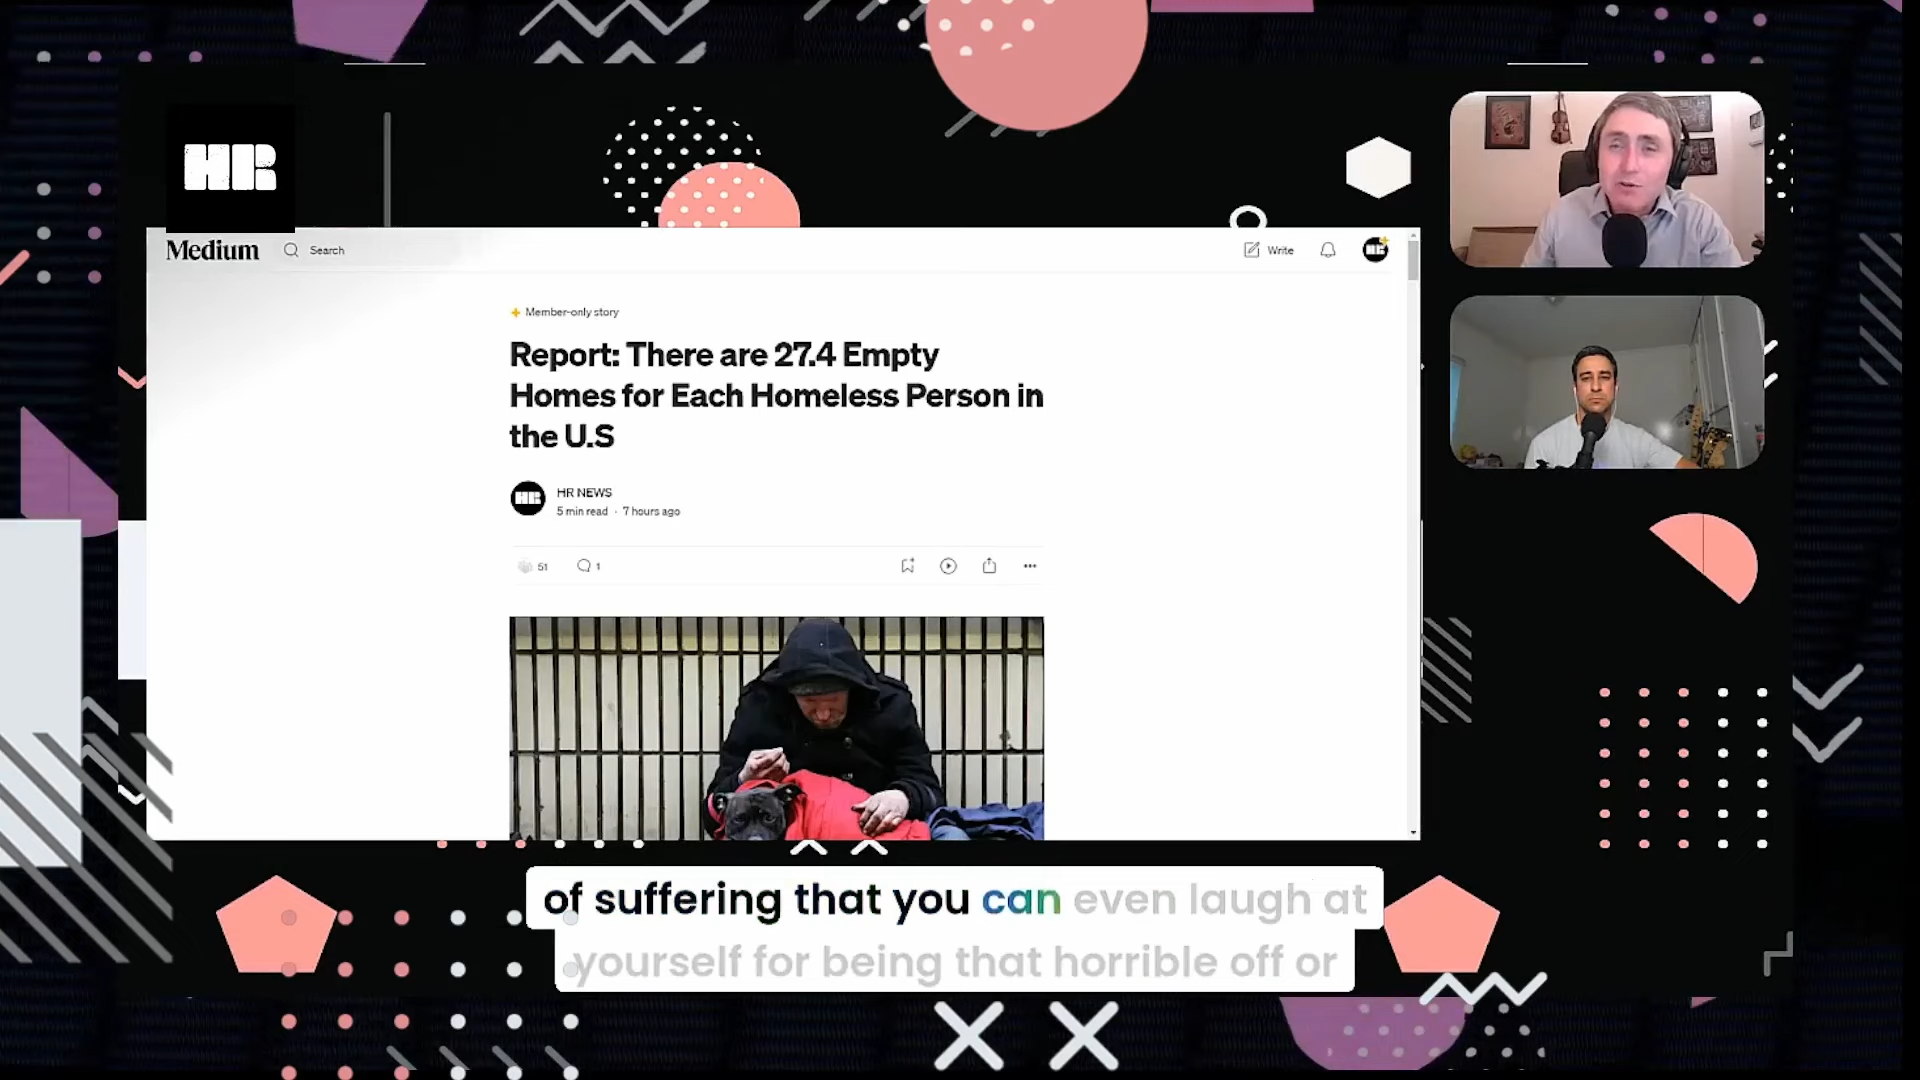 HR
Medium
Search
Write
HR
Member-only story
Report: There are 27.4 Empty
Homes for Each Homeless Person in
the U.S
HR
HR NEWS
5 min read · 7 hours ago
51
1
of suffering that you can even laugh at
yourself for being that horrible off or